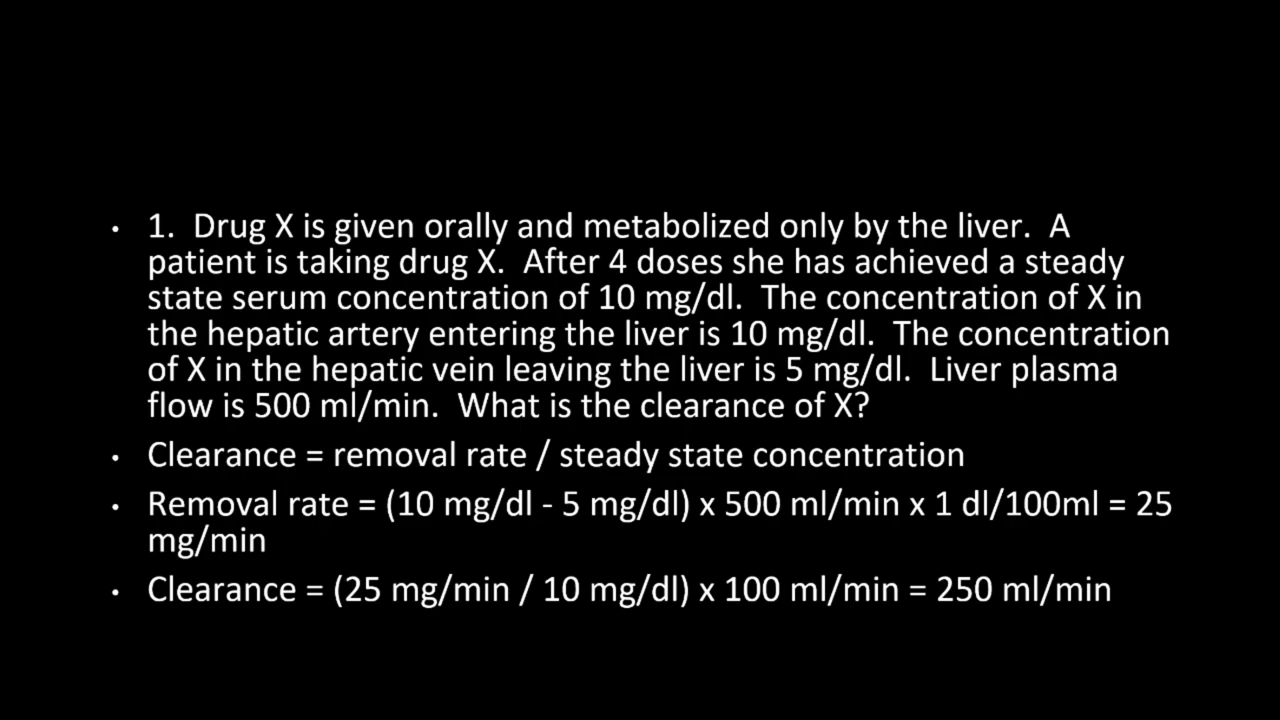 • 1.  Drug X is given orally and metabolized only by the liver.  A
patient is taking drug X.  After 4 doses she has achieved a steady
state serum concentration of 10 mg/dl.  The concentration of X in
the hepatic artery entering the liver is 10 mg/dl.  The concentration
of X in the hepatic vein leaving the liver is 5 mg/dl.  Liver plasma
flow is 500 ml/min.  What is the clearance of X?
• Clearance = removal rate / steady state concentration
• Removal rate = (10 mg/dl - 5 mg/dl) x 500 ml/min x 1 dl/100ml = 25
mg/min
• Clearance = (25 mg/min / 10 mg/dl) x 100 ml/min = 250 ml/min